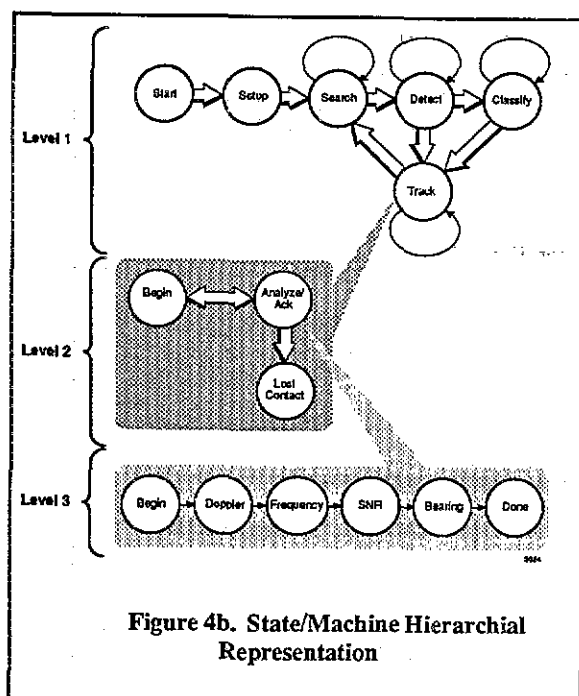 Start
Setup
Search
Detect
Classify
Level 1
Track
Begin
Analyze/
Ack
Level 2
Lost
Contact
Level 3
Begin
Doppler
Frequency
SNR
Bearing
Done
Figure 4b. State/Machine Hierarchial
Representation